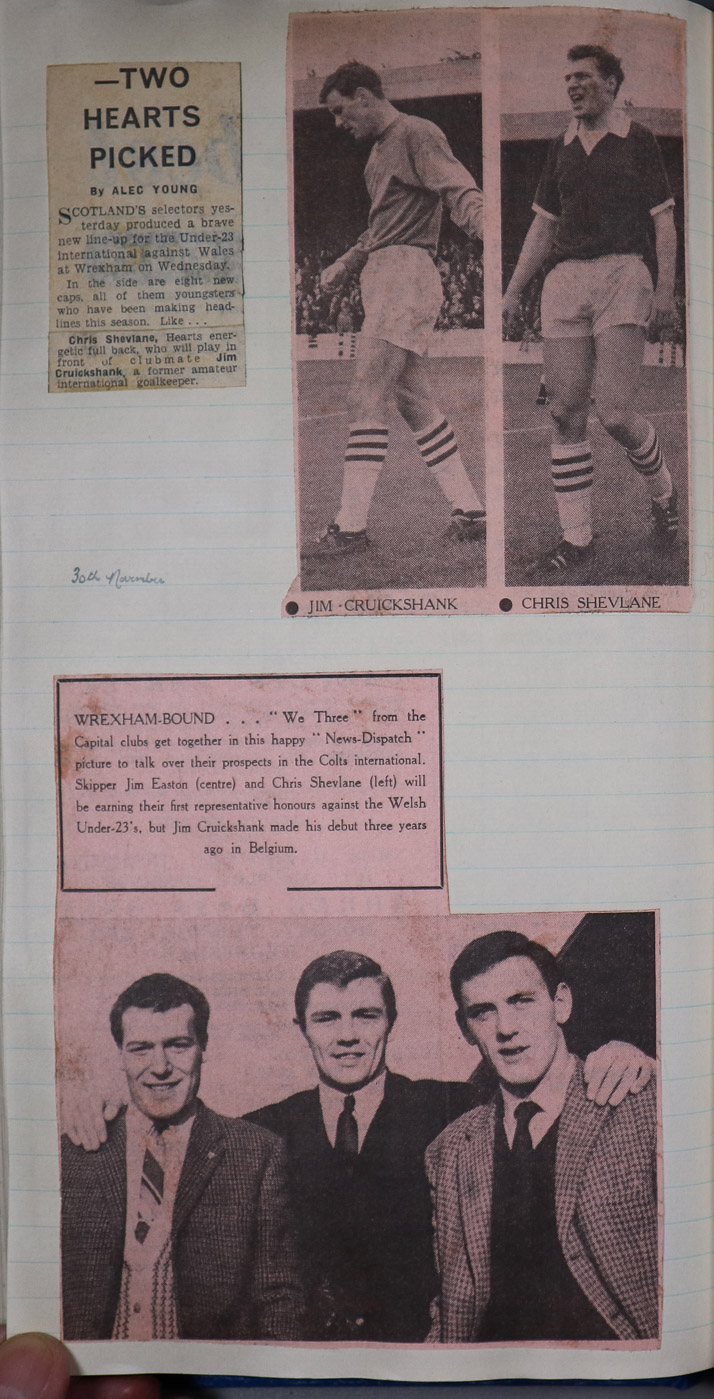 —TWO
HEARTS
PICKED
By ALEC YOUNG
SCOTLAND'S selectors yes-
terday produced a brave
new line-up for the Under-23
international against Wales
at Wrexham on Wednesday.
In the side are eight new
caps, all of them youngsters
who have been making head-
lines this season. Like . . .
Chris Shevlane, Hearts ener-
getic full back, who will play in
front of clubmate Jim
Cruickshank, a former amateur
international goalkeeper.
● JIM CRUICKSHANK
● CHRIS SHEVLANE
30th November
WREXHAM-BOUND . . . "We Three" from the
Capital clubs get together in this happy "News-Dispatch"
picture to talk over their prospects in the Colts international.
Skipper Jim Easton (centre) and Chris Shevlane (left) will
be earning their first representative honours against the Welsh
Under-23's, but Jim Cruickshank made his debut three years
ago in Belgium.